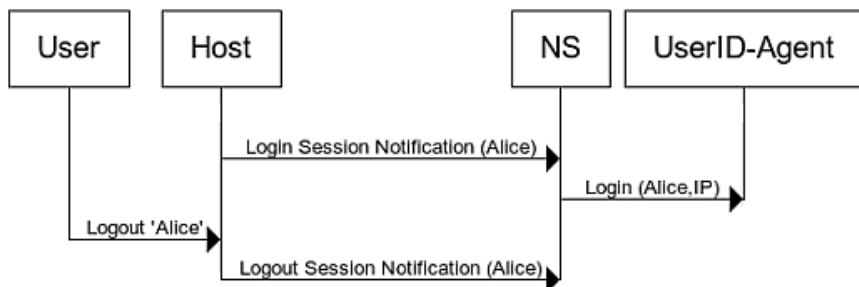 User
Host
NS
UserID-Agent
Login Session Notification (Alice)
Login (Alice,IP)
Logout 'Alice'
Logout Session Notification (Alice)